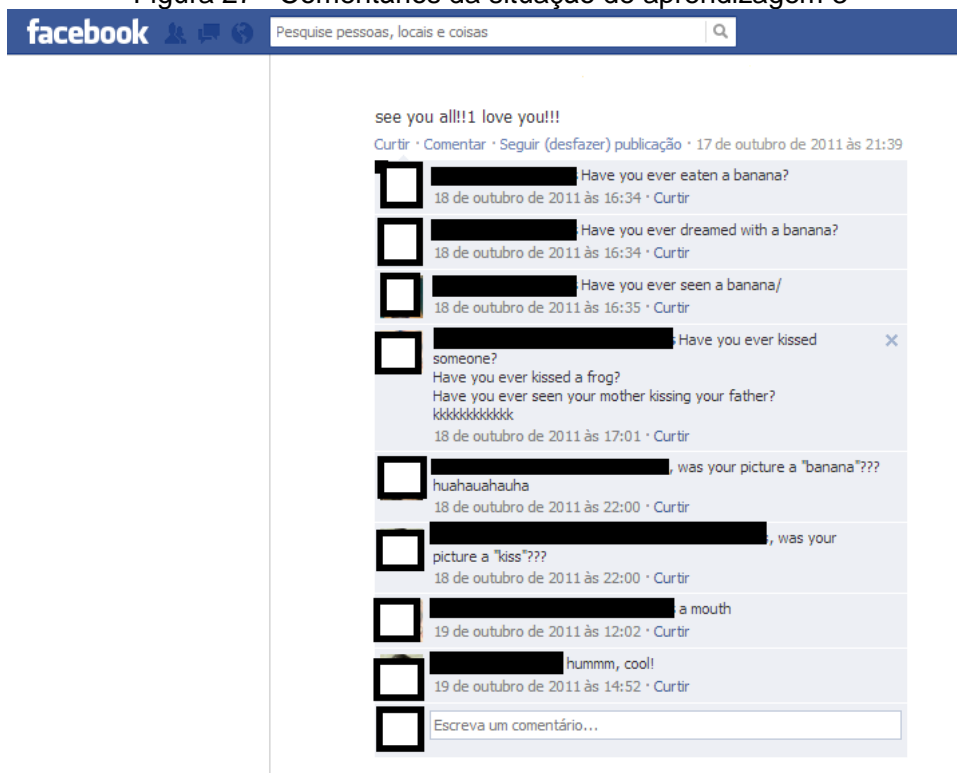 Figura 27 - Comentários da situação de aprendizagem 3
facebook
Pesquise pessoas, locais e coisas
see you all!!1 love you!!!
Curtir · Comentar · Seguir (desfazer) publicação · 17 de outubro de 2011 às 21:39
Have you ever eaten a banana?
18 de outubro de 2011 às 16:34 · Curtir
Have you ever dreamed with a banana?
18 de outubro de 2011 às 16:34 · Curtir
Have you ever seen a banana/
18 de outubro de 2011 às 16:35 · Curtir
Have you ever kissed
someone?
Have you ever kissed a frog?
Have you ever seen your mother kissing your father?
kkkkkkkkkkkk
18 de outubro de 2011 às 17:01 · Curtir
, was your picture a "banana"???
huahauahauha
18 de outubro de 2011 às 22:00 · Curtir
, was your
picture a "kiss"???
18 de outubro de 2011 às 22:00 · Curtir
a mouth
19 de outubro de 2011 às 12:02 · Curtir
hummm, cool!
19 de outubro de 2011 às 14:52 · Curtir
Escreva um comentário...